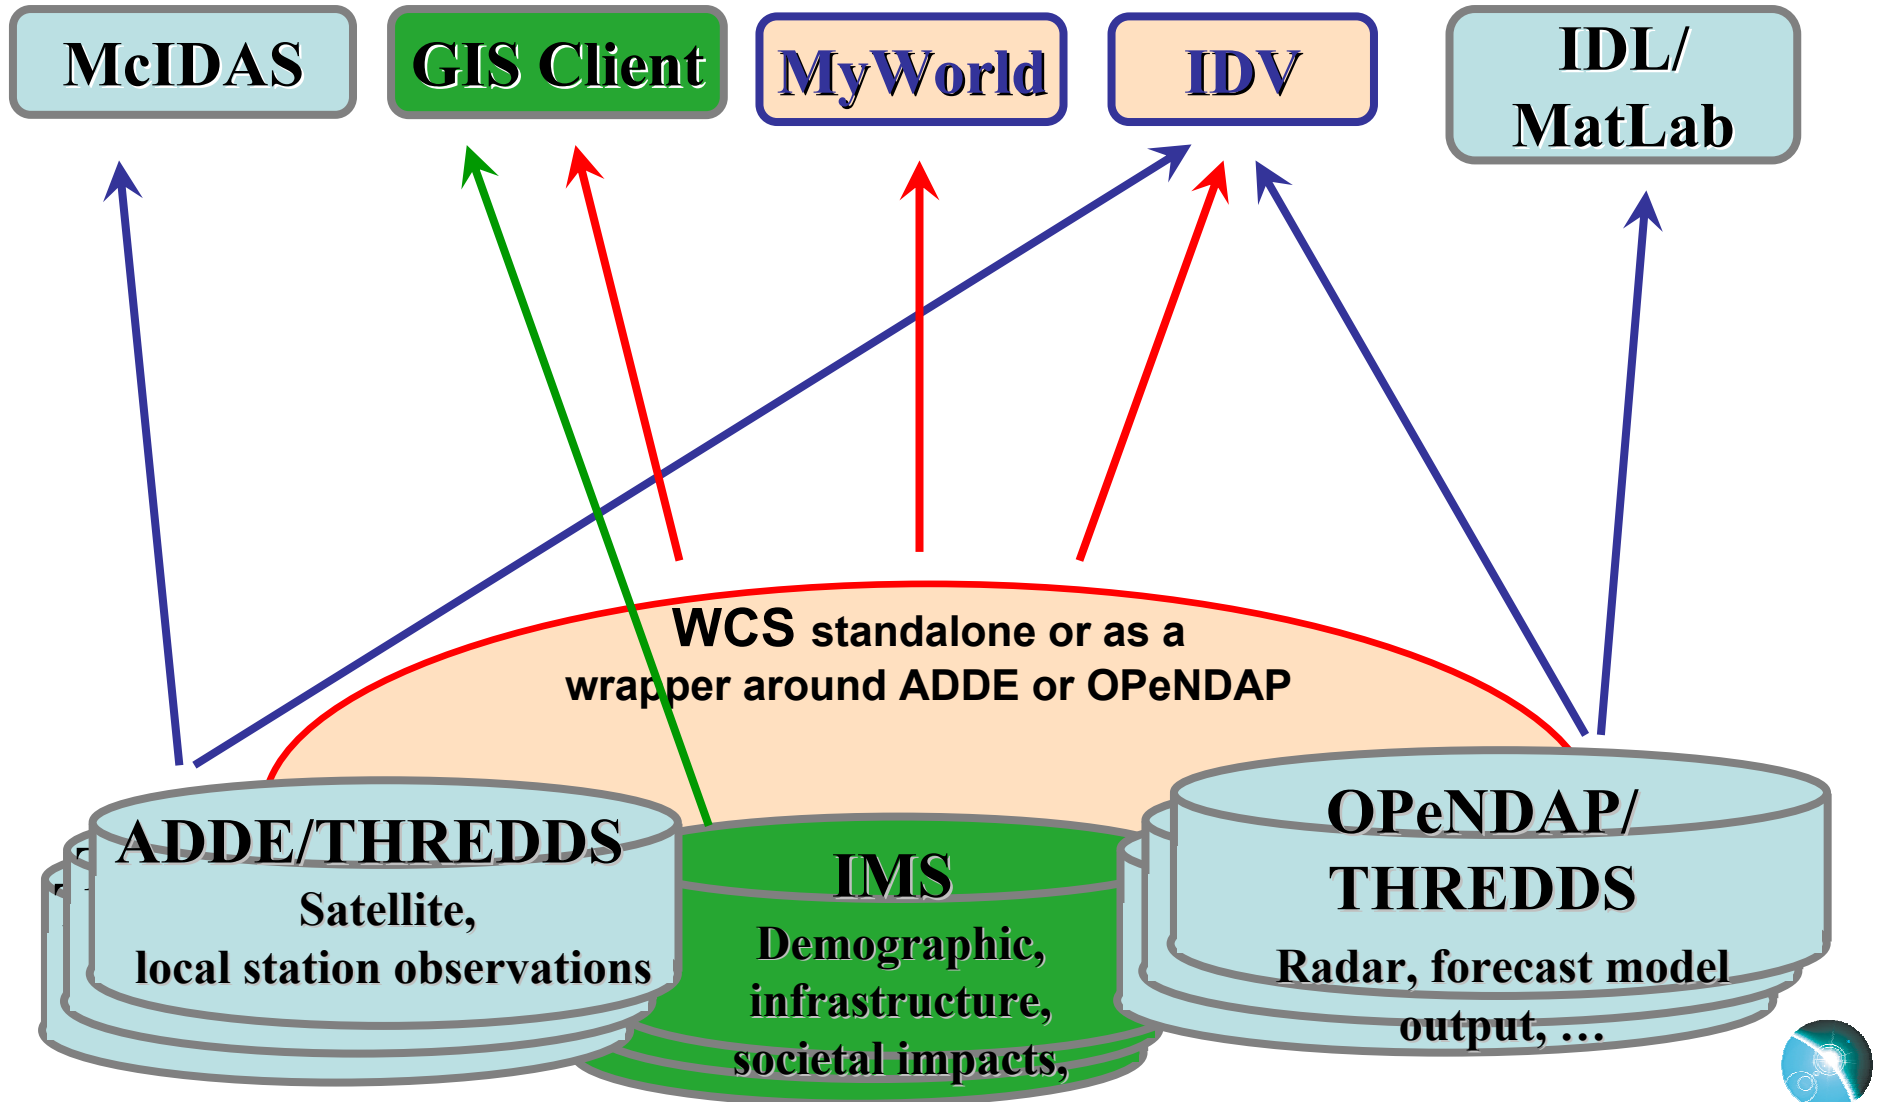 McIDAS
GIS Client
MyWorld
IDV
IDL/
MatLab
WCS standalone or as a
wrapper around ADDE or OPeNDAP
ADDE/THREDDS
Satellite,
local station observations
IMS
Demographic,
infrastructure,
societal impacts,
OPeNDAP/
THREDDS
Radar, forecast model
output, …